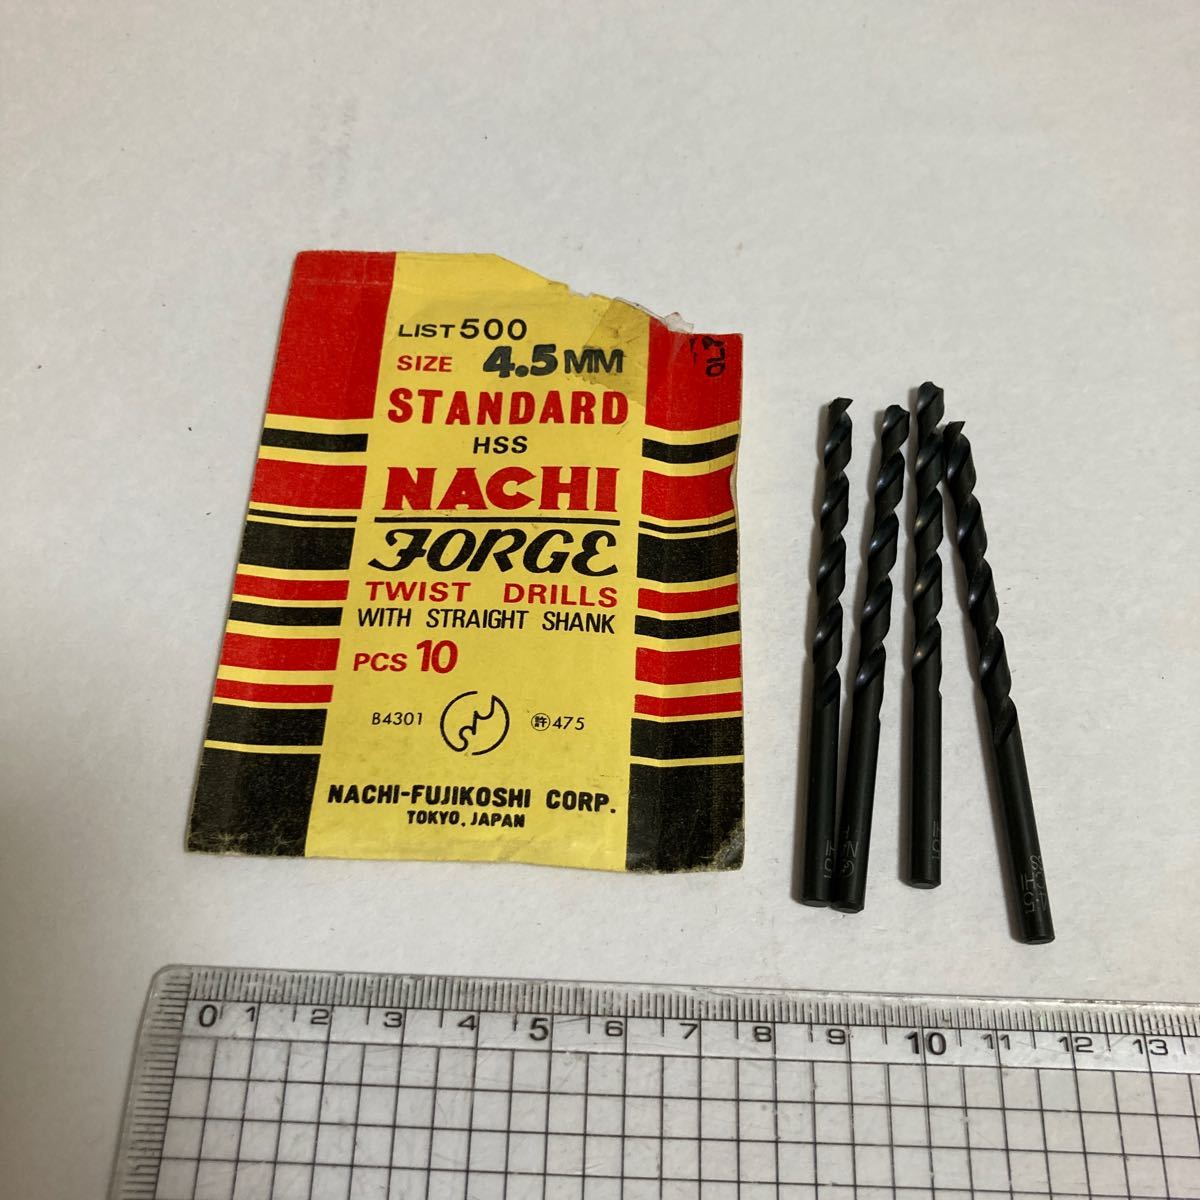 LIST 500
SIZE 4.5 MM
STANDARD
HSS
NACHI
FORGE
TWIST DRILLS
WITH STRAIGHT SHANK
PCS 10
B4301
許 475
NACHI-FUJIKOSHI CORP.
TOKYO, JAPAN
0 1 2 3 4 5 6 7 8 9 10 11 12 13